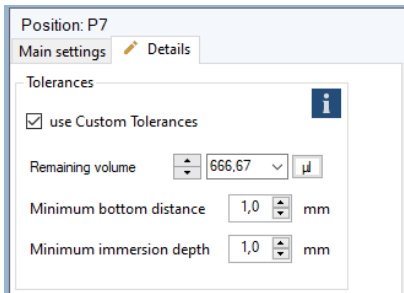 Position: P7
Main settings Details
Tolerances
i
use Custom Tolerances
Remaining volume 666,67 µl
Minimum bottom distance 1,0 mm
Minimum immersion depth 1,0 mm